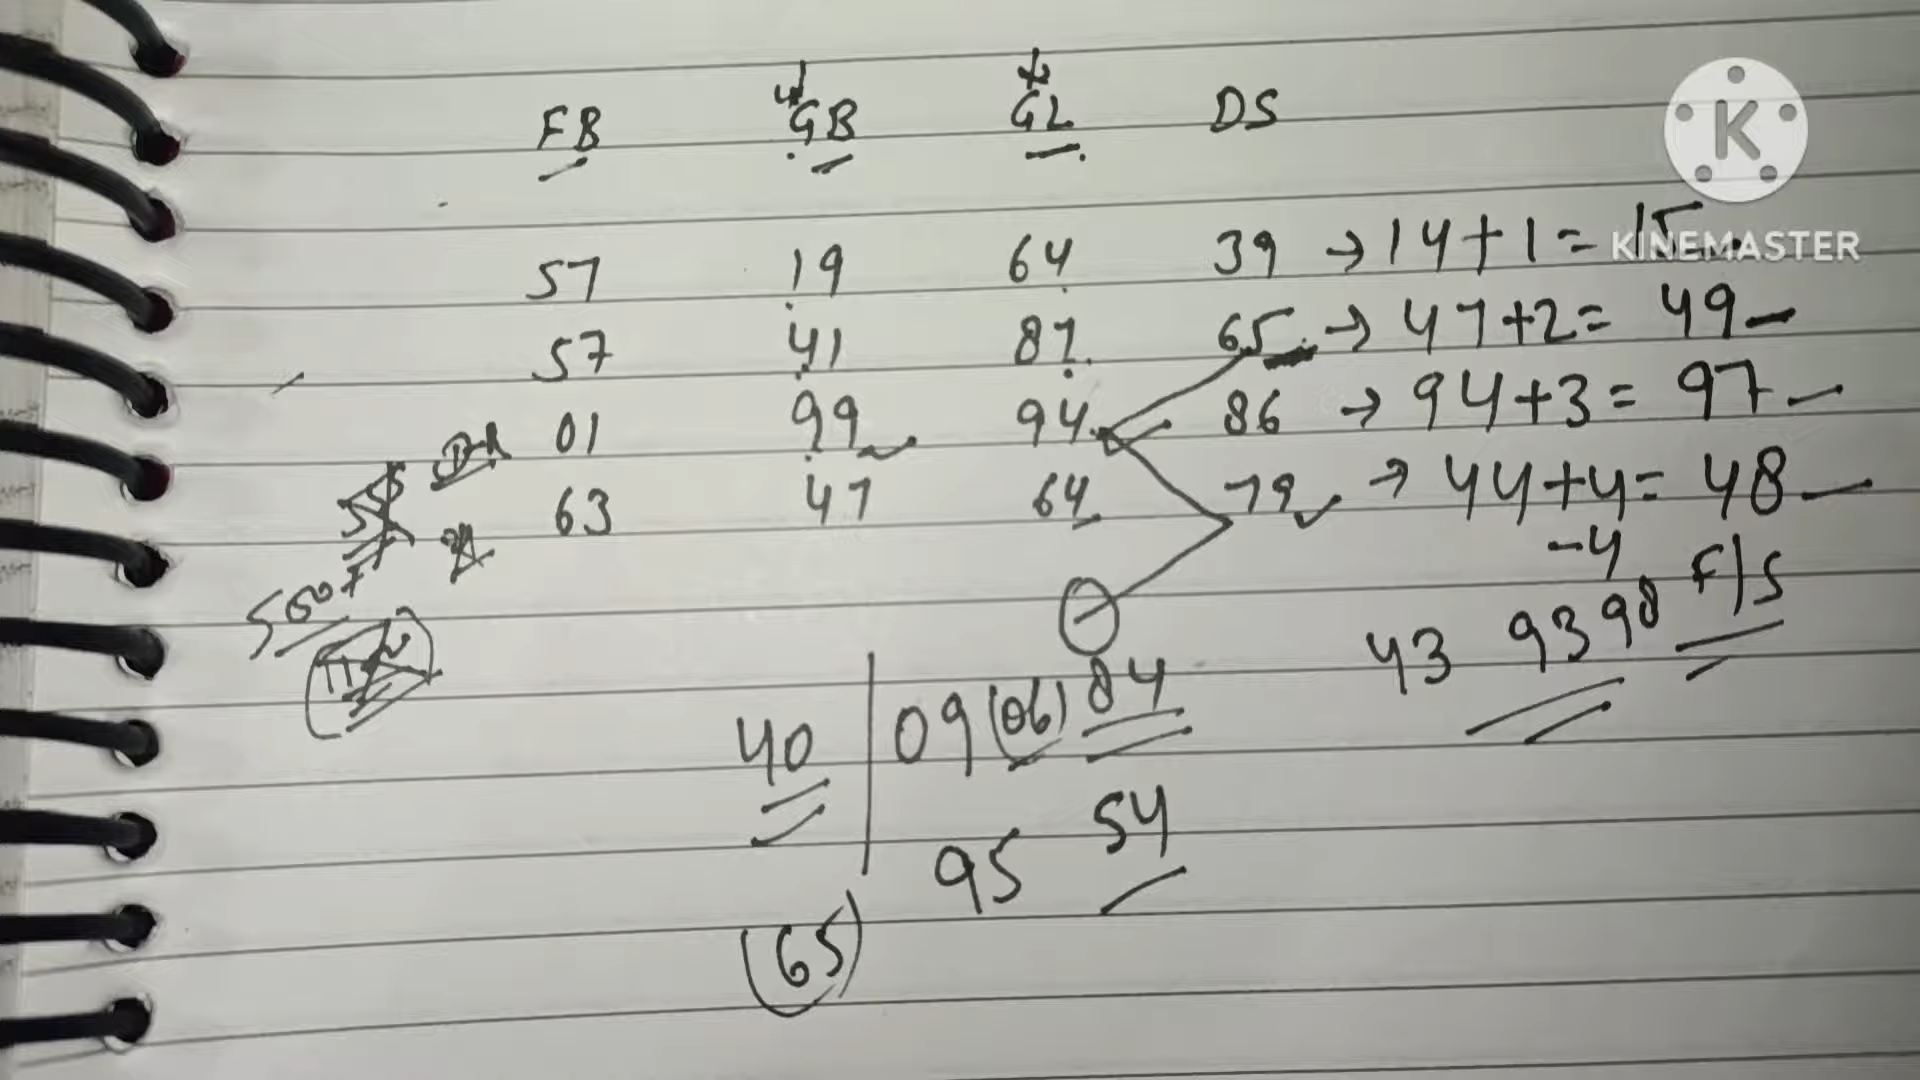 FB GB GL DS
57 19 64 39 → 14+1= 15
KINEMASTER
57 41 87 65 → 47+2= 49
01 99 94 86 → 94+3= 97
63 47 64 79 → 44+4= 48
-4
F/S
43 93 98
500+
40 09 (06) 84
95 54
(65)